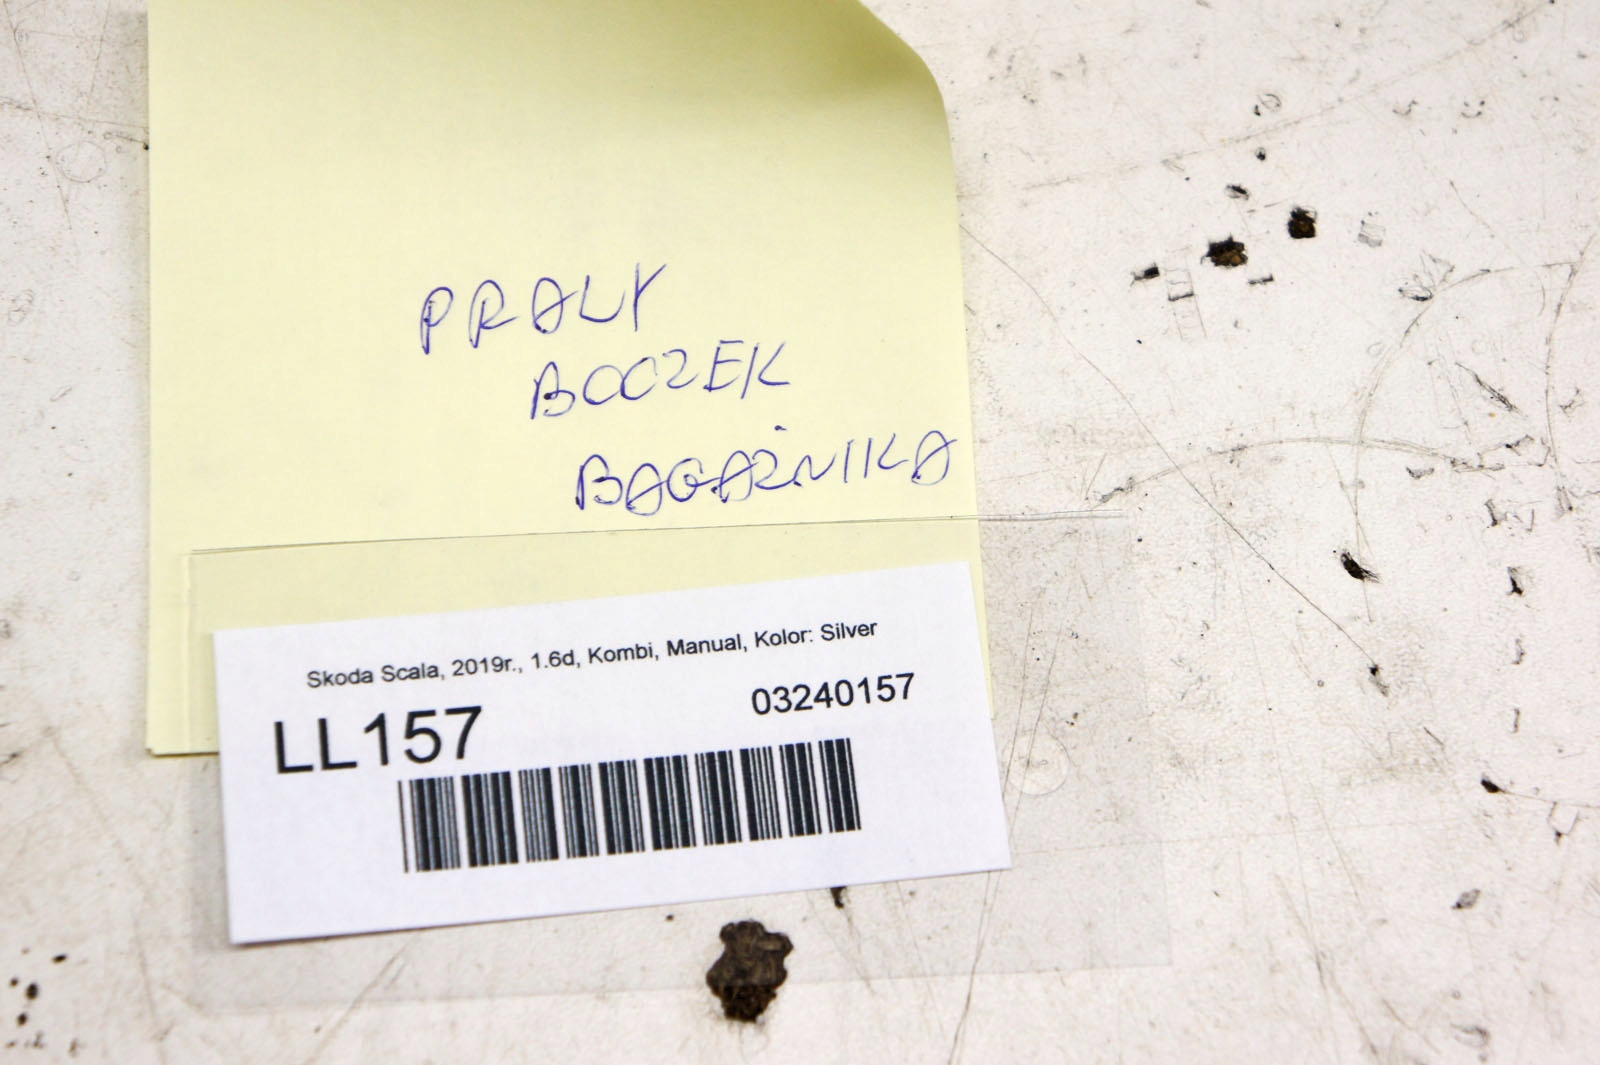 PRAWY
BOCZEK
BAGAŻNIKA
Skoda Scala, 2019r., 1.6d, Kombi, Manual, Kolor: Silver
LL157
03240157